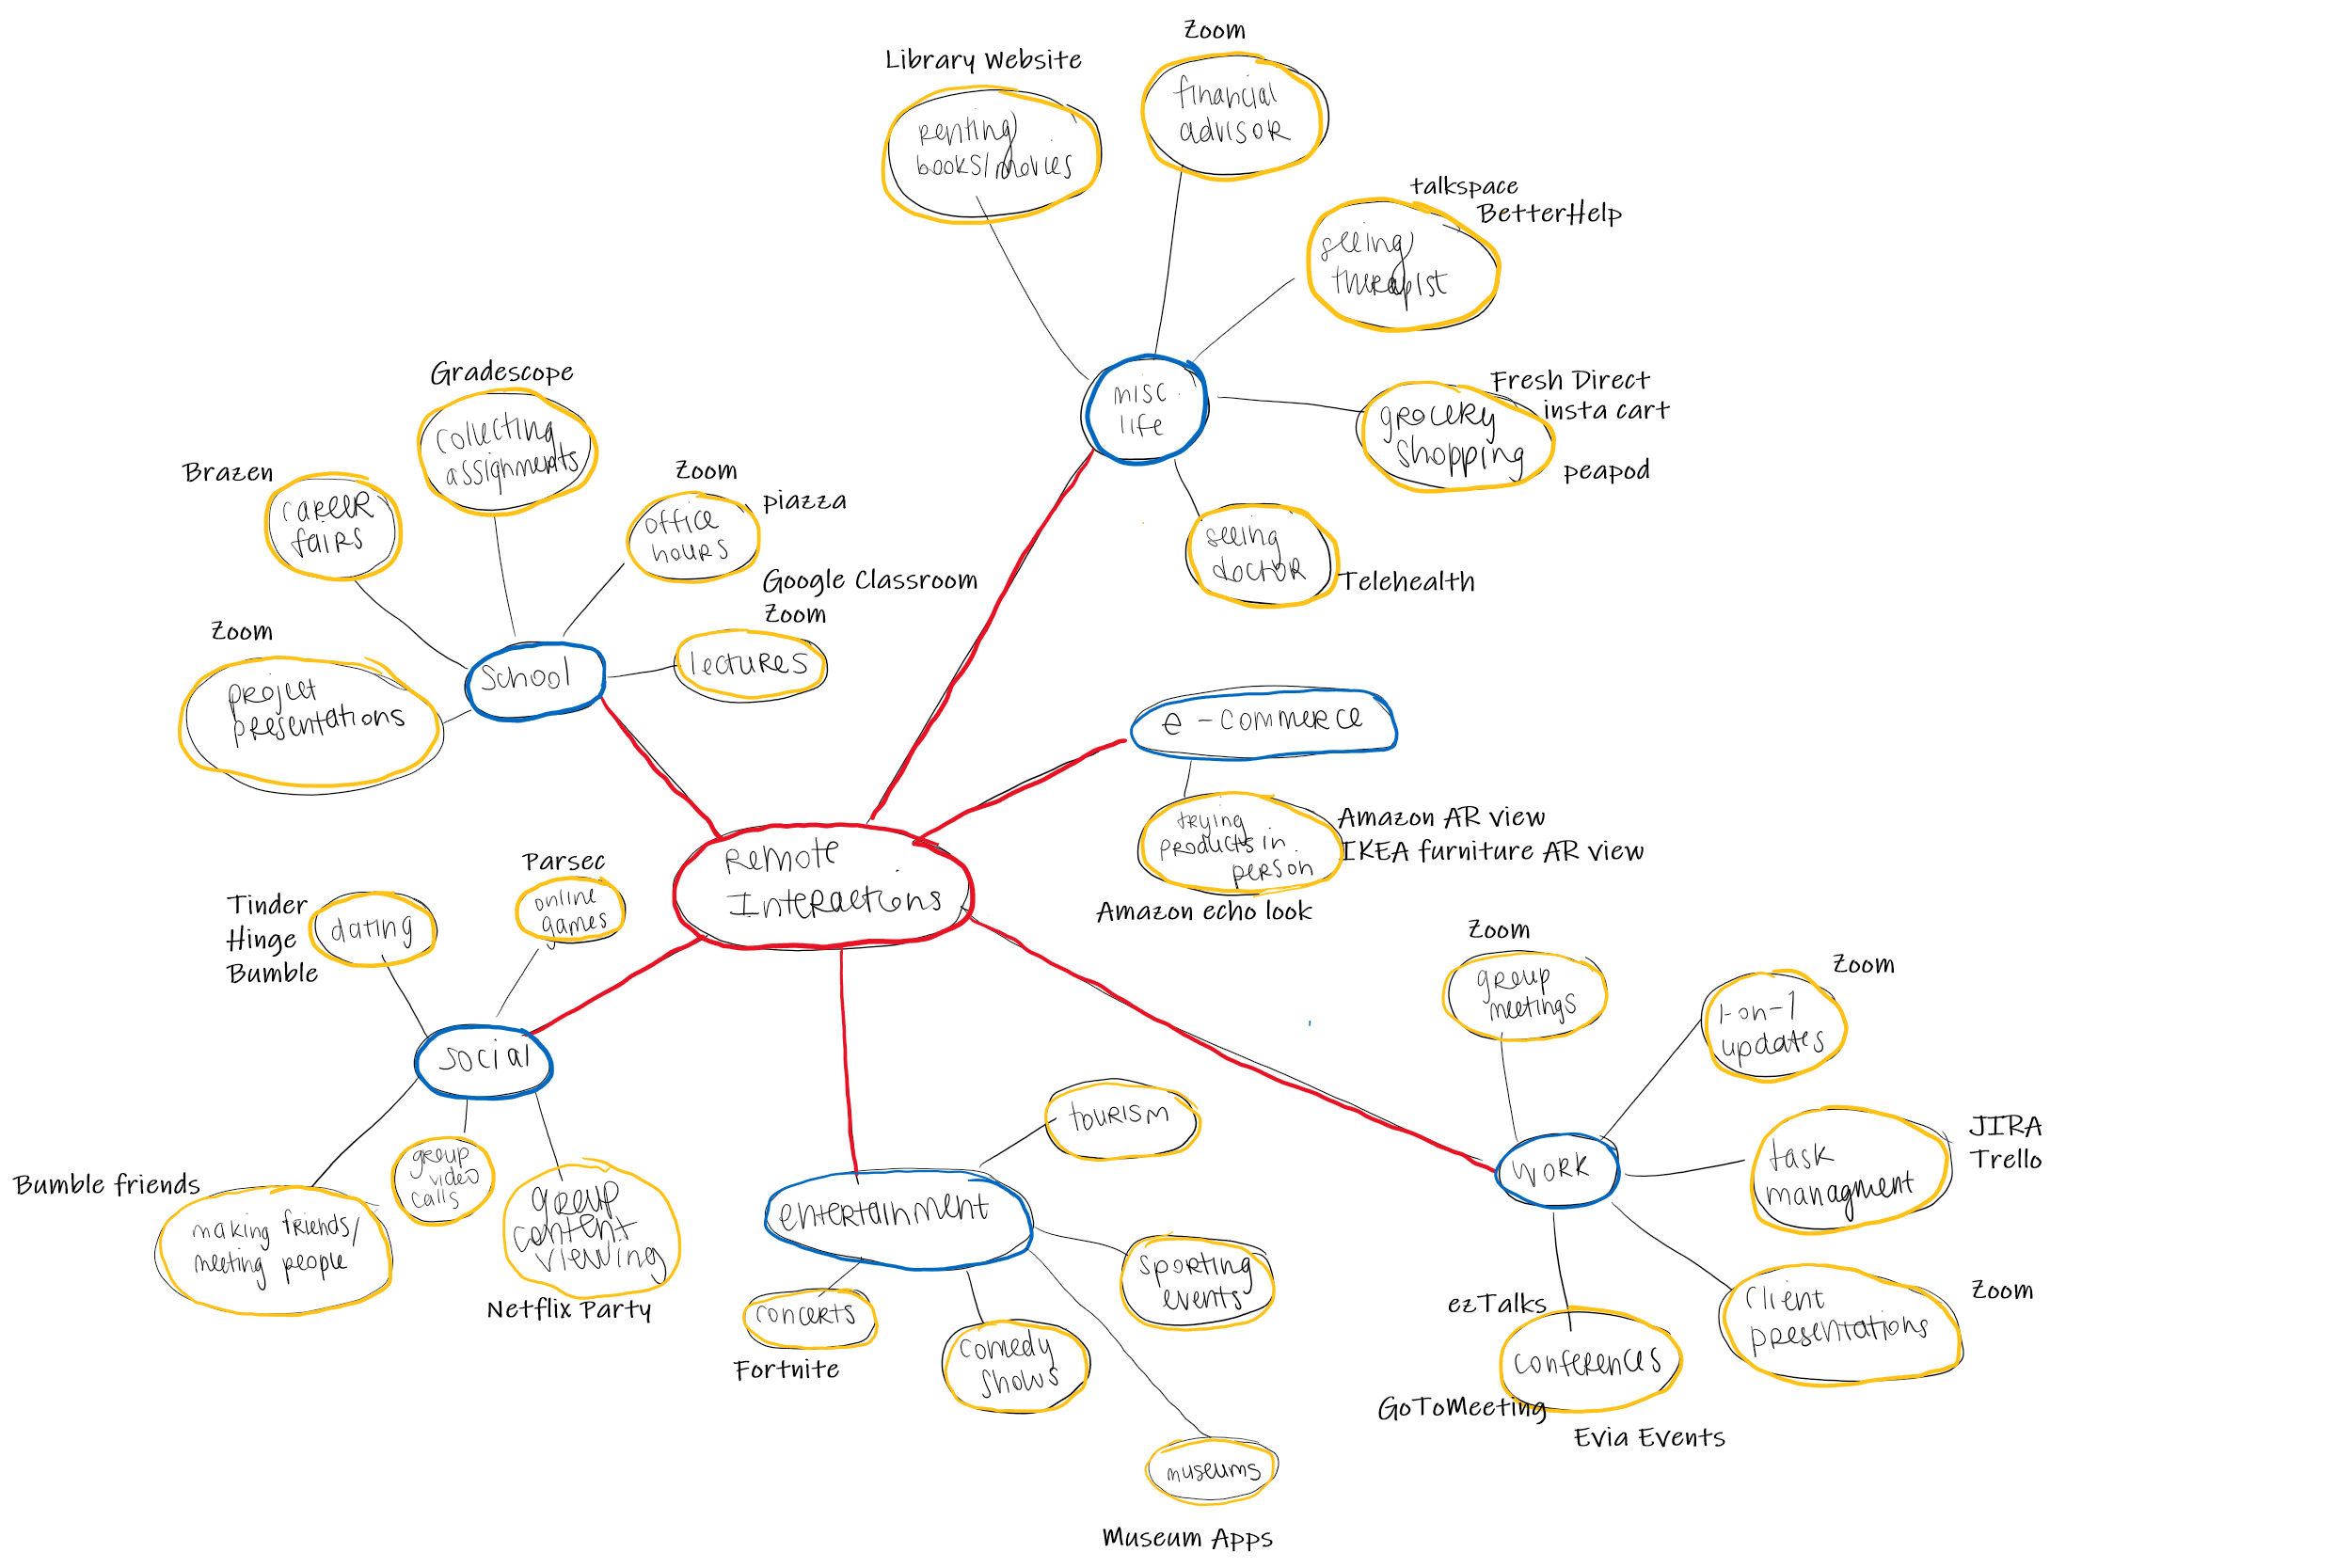 Zoom
financial
advisor
Library Website
renting
books/movies
talkspace
BetterHelp
seeing
therapist
misc
life
Fresh Direct
insta cart
grocery
shopping
peapod
seeing
doctor
Telehealth
Gradescope
collecting
assignments
Brazen
career
fairs
Zoom
piazza
office
hours
Google Classroom
Zoom
lectures
School
Zoom
project
presentations
e-commerce
trying
products in
person
Amazon AR view
IKEA furniture AR view
Amazon echo look
Remote
Interactions
Parsec
online
games
Tinder
Hinge
Bumble
dating
social
Bumble friends
making friends/
meeting people
group
video
calls
group
content
viewing
Netflix Party
tourism
entertainment
sporting
events
concerts
Fortnite
comedy
shows
museums
Museum Apps
Zoom
group
meetings
Zoom
1-on-1
updates
work
JIRA
Trello
task
managment
Zoom
client
presentations
ezTalks
conferences
GoToMeeting
Evia Events